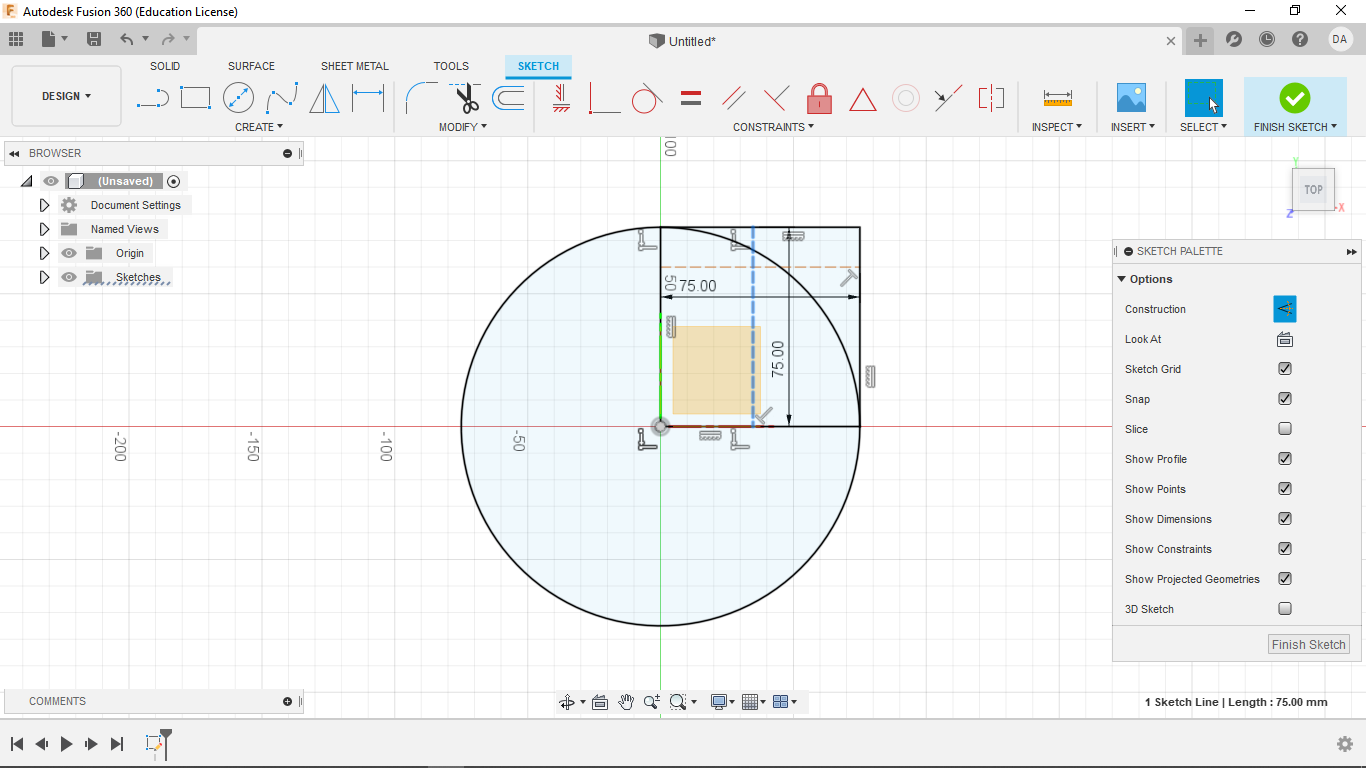 Autodesk Fusion 360 (Education License)
Untitled*
DA
SOLID SURFACE SHEET METAL TOOLS SKETCH
DESIGN
CREATE MODIFY CONSTRAINTS INSPECT INSERT SELECT FINISH SKETCH
BROWSER
(Unsaved)
Document Settings
Named Views
Origin
Sketches
00
50
75.00
75.00
-200
-150
-100
-50
TOP
Y
Z
-X
SKETCH PALETTE
Options
Construction
Look At
Sketch Grid
Snap
Slice
Show Profile
Show Points
Show Dimensions
Show Constraints
Show Projected Geometries
3D Sketch
Finish Sketch
COMMENTS
1 Sketch Line | Length : 75.00 mm